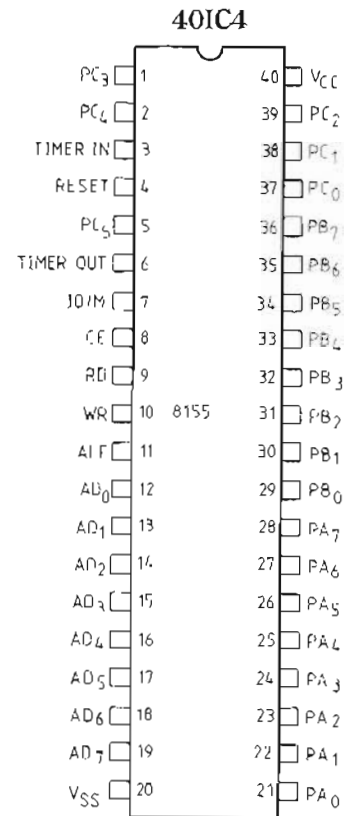 40IC4
PC3 1 40 VCC
PC4 2 39 PC2
TIMER IN 3 38 PC1
RESET 4 37 PC0
PC5 5 36 PB7
TIMER OUT 6 35 PB6
IO/M 7 34 PB5
CE 8 33 PB4
RD 9 32 PB3
WR 10 8155 31 PB2
ALE 11 30 PB1
AD0 12 29 PB0
AD1 13 28 PA7
AD2 14 27 PA6
AD3 15 26 PA5
AD4 16 25 PA4
AD5 17 24 PA3
AD6 18 23 PA2
AD7 19 22 PA1
VSS 20 21 PA0